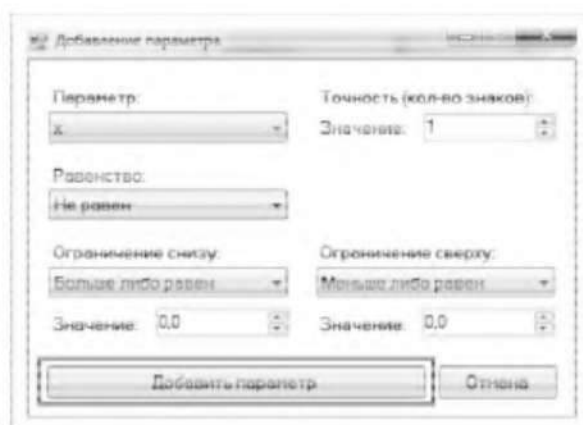 Добавление параметра
Параметр:
Точность (кол-во знаков):
x
Значение: 1
Равенство:
Не равен
Ограничение снизу:
Ограничение сверху:
Больше либо равен
Меньше либо равен
Значение: 0,0
Значение: 0,0
Добавить параметр
Отмена